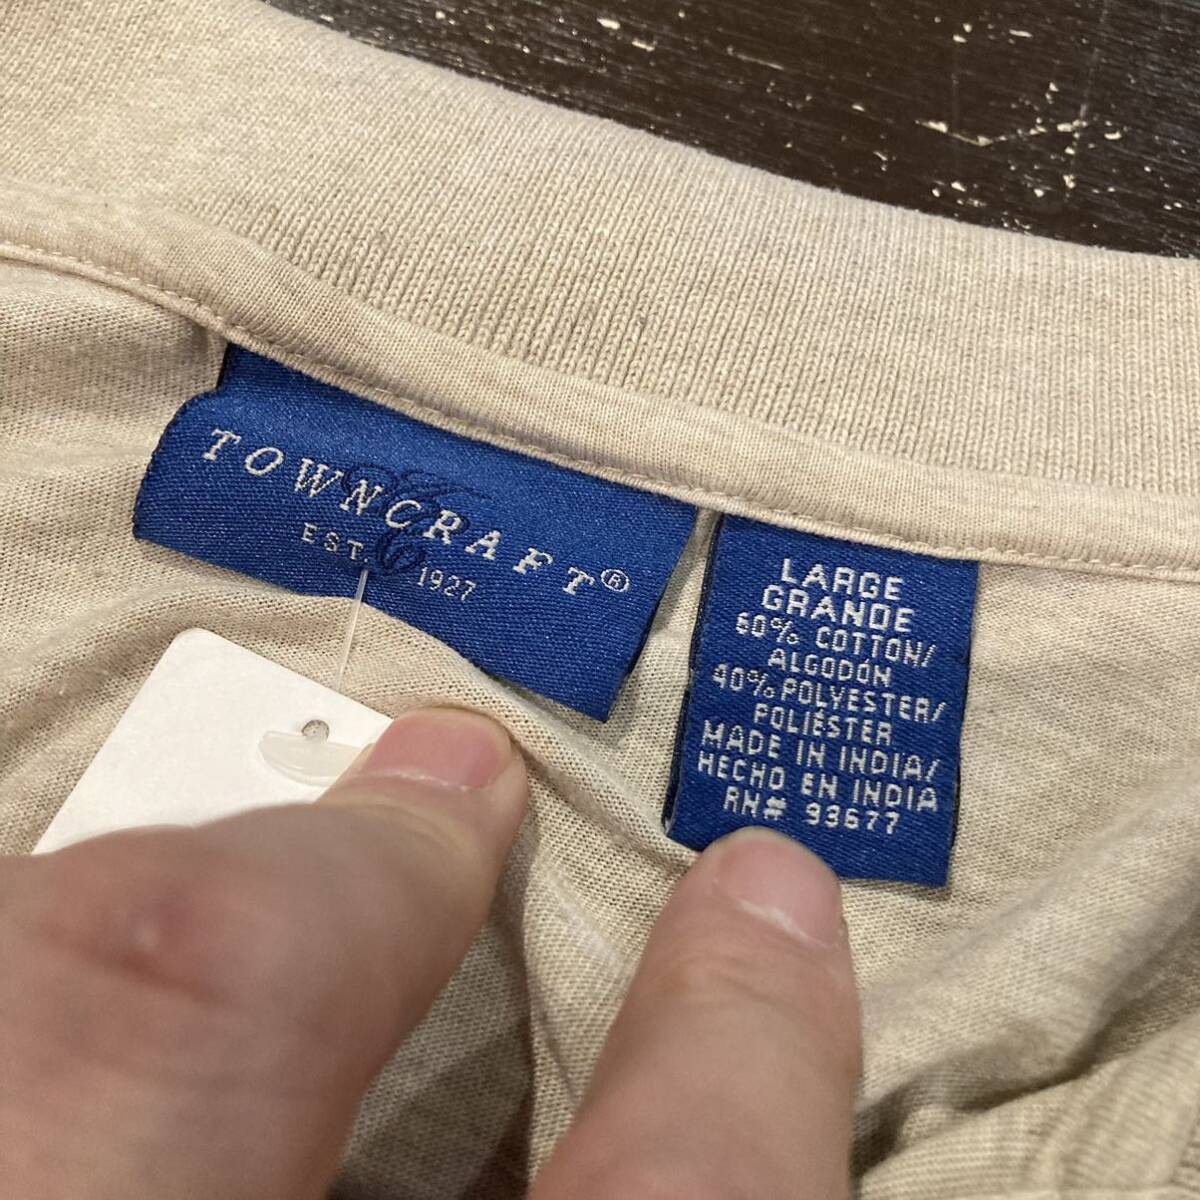 TOWNCRAFT®
EST. 1927
LARGE
GRANDE
60% COTTON/
ALGODÓN
40% POLYESTER/
POLIÉSTER
MADE IN INDIA/
HECHO EN INDIA
RN# 93677